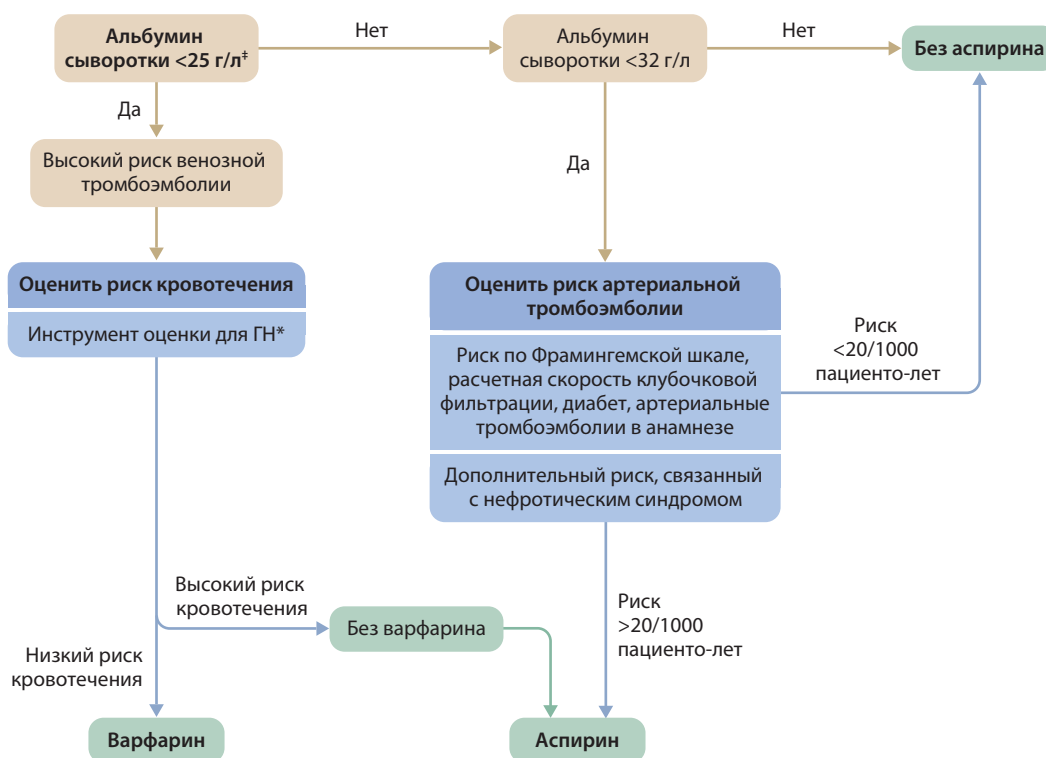 Альбумин
сыворотки <25 г/л‡
Нет
Альбумин
сыворотки <32 г/л
Нет
Без аспирина
Да
Высокий риск венозной
тромбоэмболии
Да
Оценить риск кровотечения
Инструмент оценки для ГН*
Оценить риск артериальной
тромбоэмболии
Риск по Фрамингемской шкале,
расчетная скорость клубочковой
фильтрации, диабет, артериальные
тромбоэмболии в анамнезе
Дополнительный риск, связанный
с нефротическим синдромом
Риск
<20/1000
пациенто-лет
Высокий риск
кровотечения
Без варфарина
Риск
>20/1000
пациенто-лет
Низкий риск
кровотечения
Варфарин
Аспирин